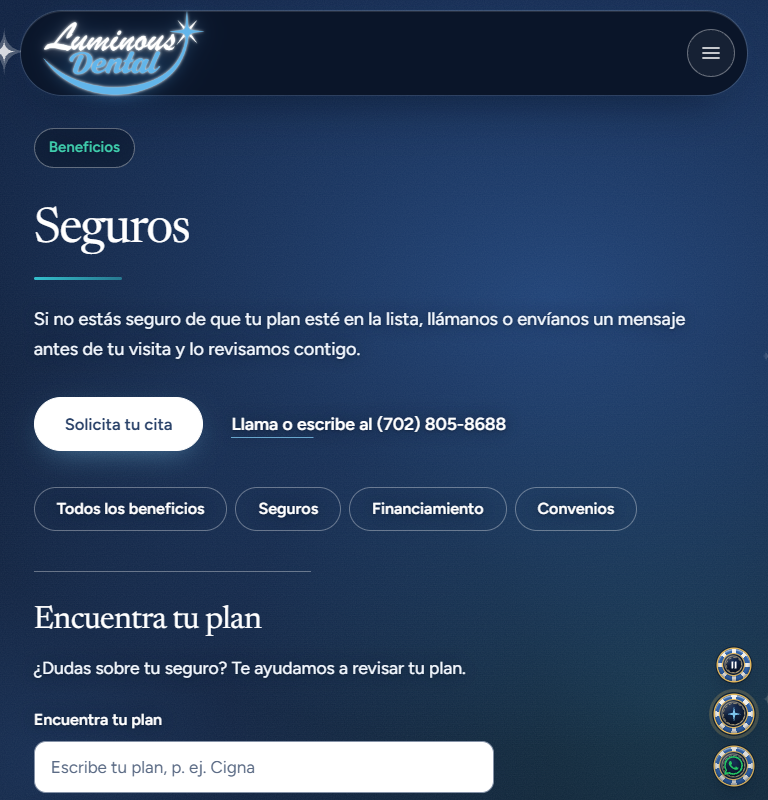 Luminous
Dental
Beneficios
Seguros
Si no estás seguro de que tu plan esté en la lista, llámanos o envíanos un mensaje
antes de tu visita y lo revisamos contigo.
Solicita tu cita
Llama o escribe al (702) 805-8688
Todos los beneficios
Seguros
Financiamiento
Convenios
Encuentra tu plan
¿Dudas sobre tu seguro? Te ayudamos a revisar tu plan.
Encuentra tu plan
Escribe tu plan, p. ej. Cigna